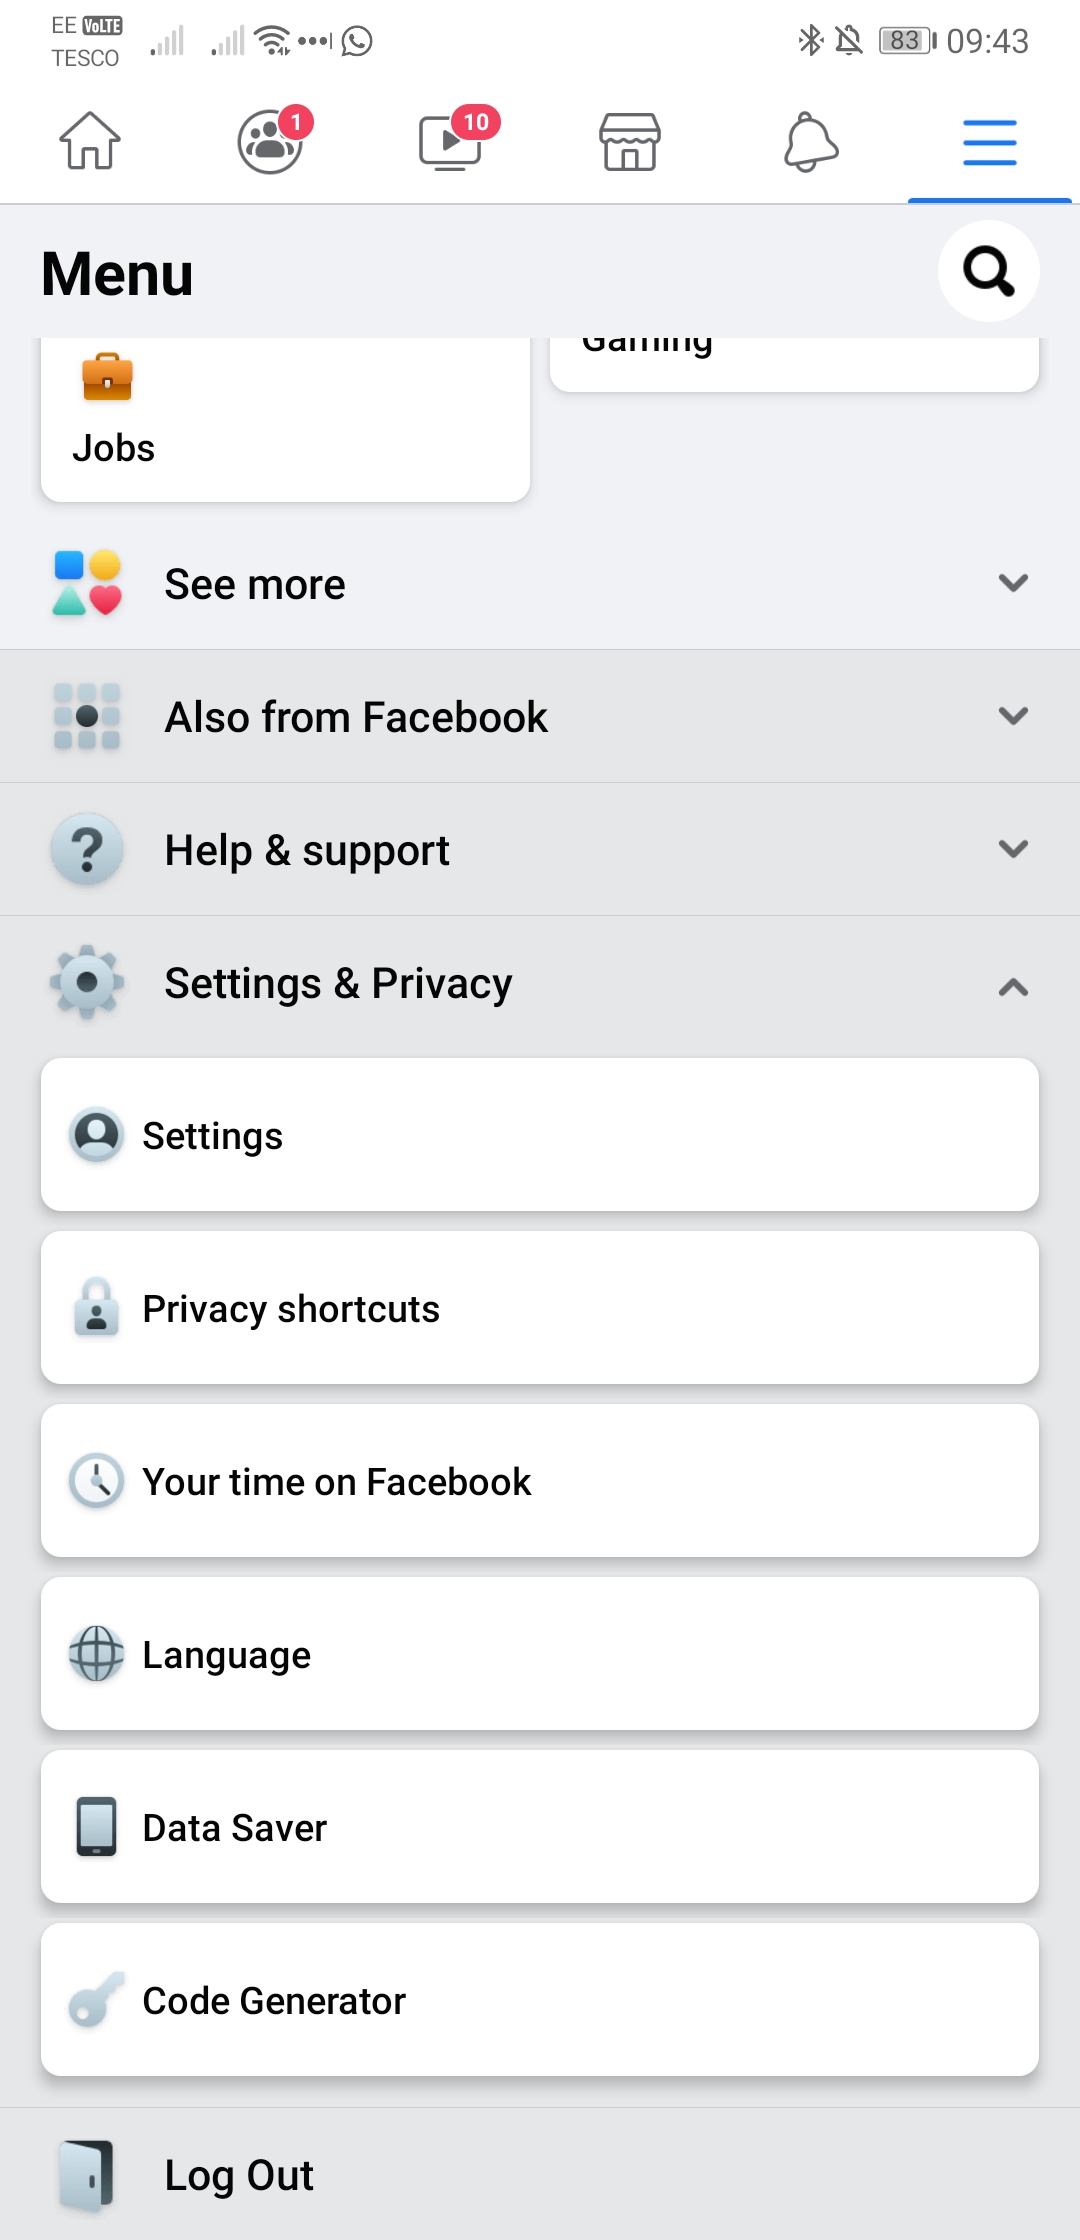 EE VoLTE
TESCO
83 09:43
1
10
Menu
Gaming
Jobs
See more
Also from Facebook
Help & support
Settings & Privacy
Settings
Privacy shortcuts
Your time on Facebook
Language
Data Saver
Code Generator
Log Out